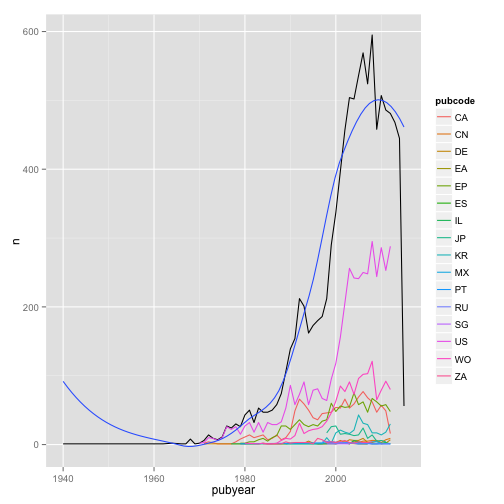 600
400
200
0
n
1940
1960
1980
2000
pubyear
pubcode
CA
CN
DE
EA
EP
ES
IL
JP
KR
MX
PT
RU
SG
US
WO
ZA